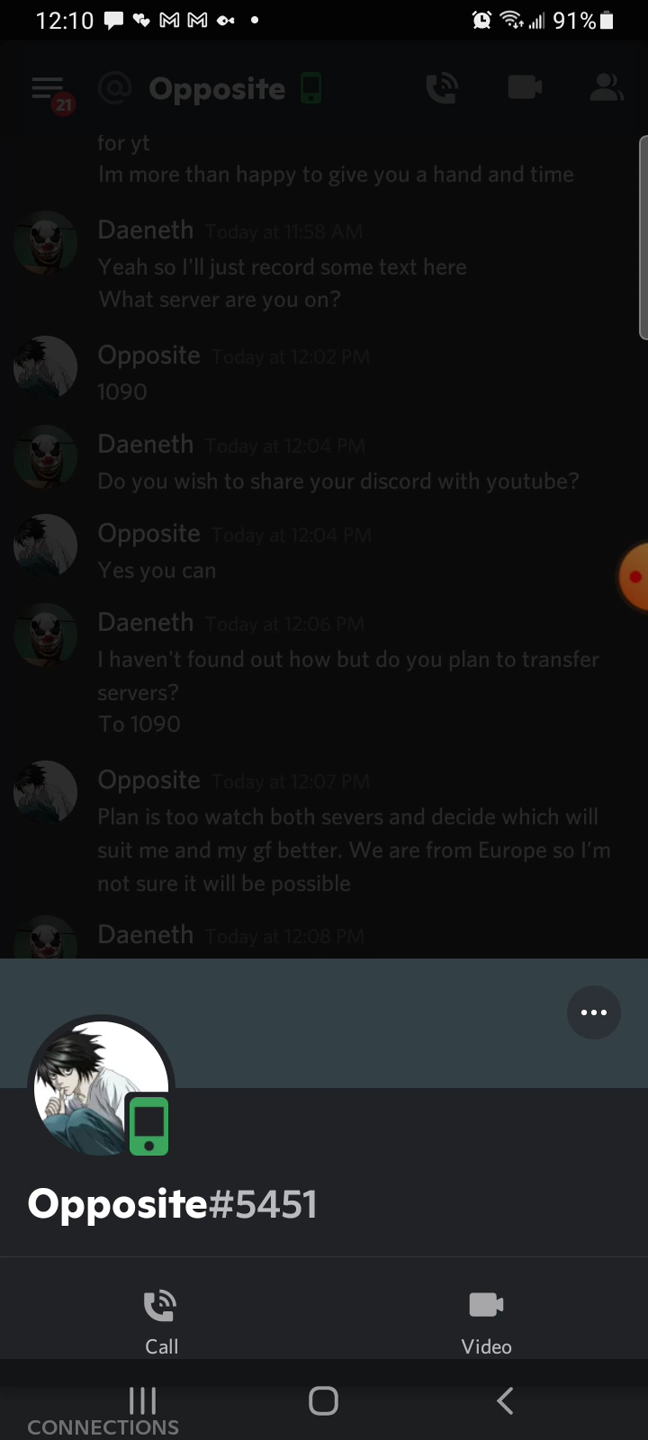 12:10
91%
21
@ Opposite
for yt
Im more than happy to give you a hand and time
Daeneth Today at 11:58 AM
Yeah so I'll just record some text here
What server are you on?
Opposite Today at 12:02 PM
1090
Daeneth Today at 12:04 PM
Do you wish to share your discord with youtube?
Opposite Today at 12:04 PM
Yes you can
Daeneth Today at 12:06 PM
I haven't found out how but do you plan to transfer
servers?
To 1090
Opposite Today at 12:07 PM
Plan is too watch both severs and decide which will
suit me and my gf better. We are from Europe so I'm
not sure it will be possible
Daeneth Today at 12:08 PM
Opposite#5451
Call
Video
CONNECTIONS